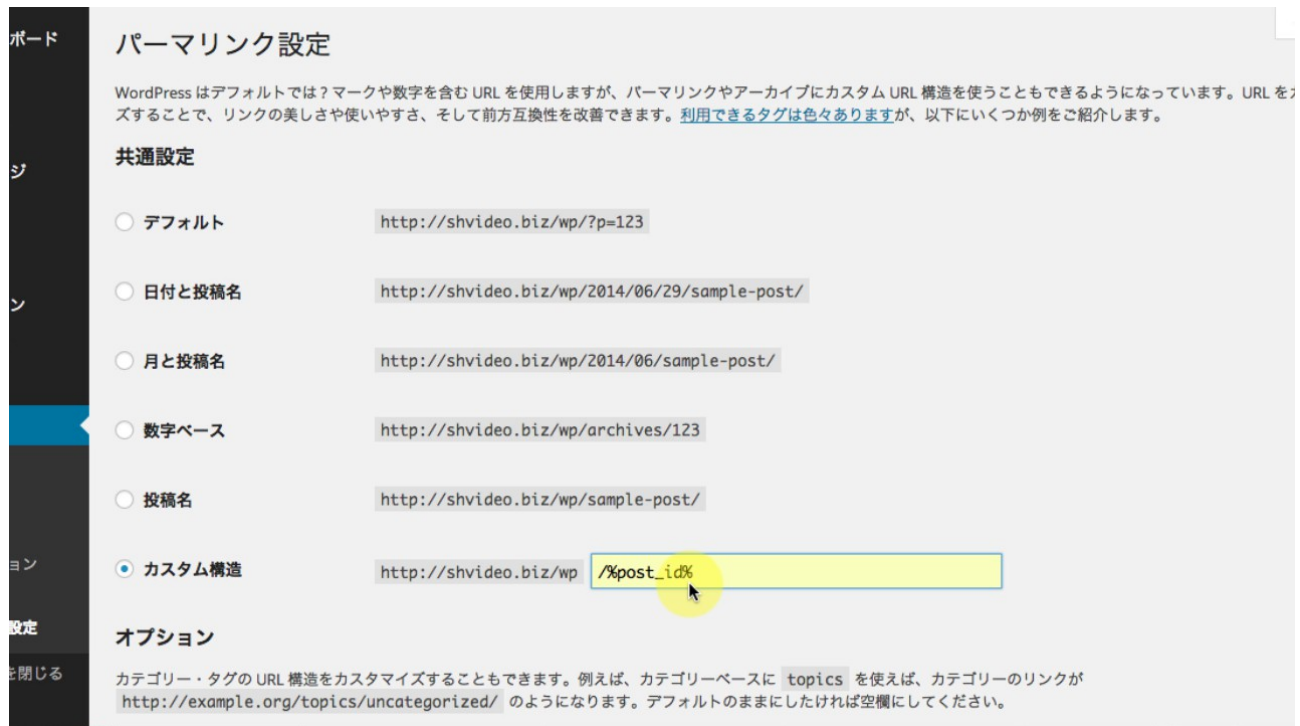 ボード
パーマリンク設定
WordPress はデフォルトでは ? マークや数字を含む URL を使用しますが、パーマリンクやアーカイブにカスタム URL 構造を使うこともできるようになっています。URL をカ
ズすることで、リンクの美しさや使いやすさ、そして前方互換性を改善できます。利用できるタグは色々ありますが、以下にいくつか例をご紹介します。
共通設定
ジ
デフォルト http://shvideo.biz/wp/?p=123
日付と投稿名 http://shvideo.biz/wp/2014/06/29/sample-post/
ン
月と投稿名 http://shvideo.biz/wp/2014/06/sample-post/
数字ベース http://shvideo.biz/wp/archives/123
投稿名 http://shvideo.biz/wp/sample-post/
ョン
カスタム構造 http://shvideo.biz/wp /%post_id%
設定
オプション
を閉じる
カテゴリー・タグの URL 構造をカスタマイズすることもできます。例えば、カテゴリーベースに topics を使えば、カテゴリーのリンクが
http://example.org/topics/uncategorized/ のようになります。デフォルトのままにしたければ空欄にしてください。